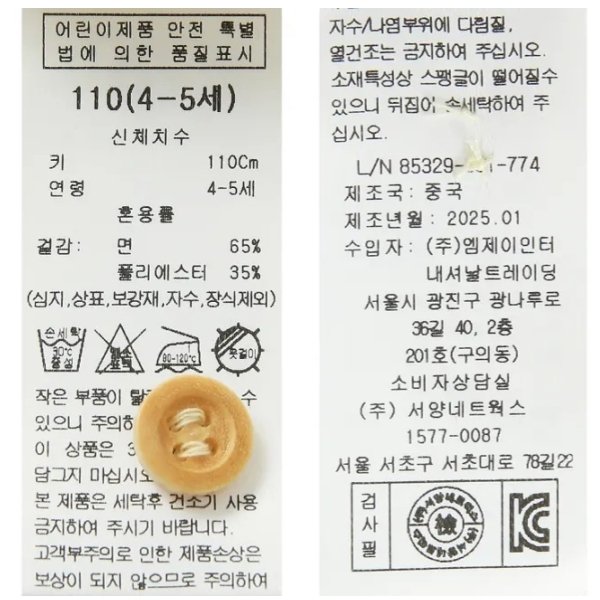 어린이제품 안전 특별
법에 의한 품질표시
110(4-5세)
신체치수
키 110Cm
연령 4-5세
혼용률
겉감: 면 65%
폴리에스터 35%
(심지,상표,보강재,자수,장식제외)
손세탁
30℃
중성
80-120℃
옷걸이
작은 부품이 수
있으니 주의하
이 상품은
담그지 마십시오
본 제품은 세탁후 건조기 사용
금지하여 주시기 바랍니다.
고객부주의로 인한 제품손상은
보상이 되지 않으므로 주의하여
자수/나염부위에 다림질,
열건조는 금지하여 주십시오.
소재특성상 스팽글이 떨어질수
있으니 뒤집어 손세탁하여 주
십시오.
L/N 85329- -774
제조국: 중국
제조년월: 2025.01
수입자: (주)엠제이인터
내셔날트레이딩
서울시 광진구 광나루로
36길 40, 2층
201호(구의동)
소비자상담실
(주) 서양네트웍스
1577-0087
서울 서초구 서초대로 78길22
검사필
檢
KC